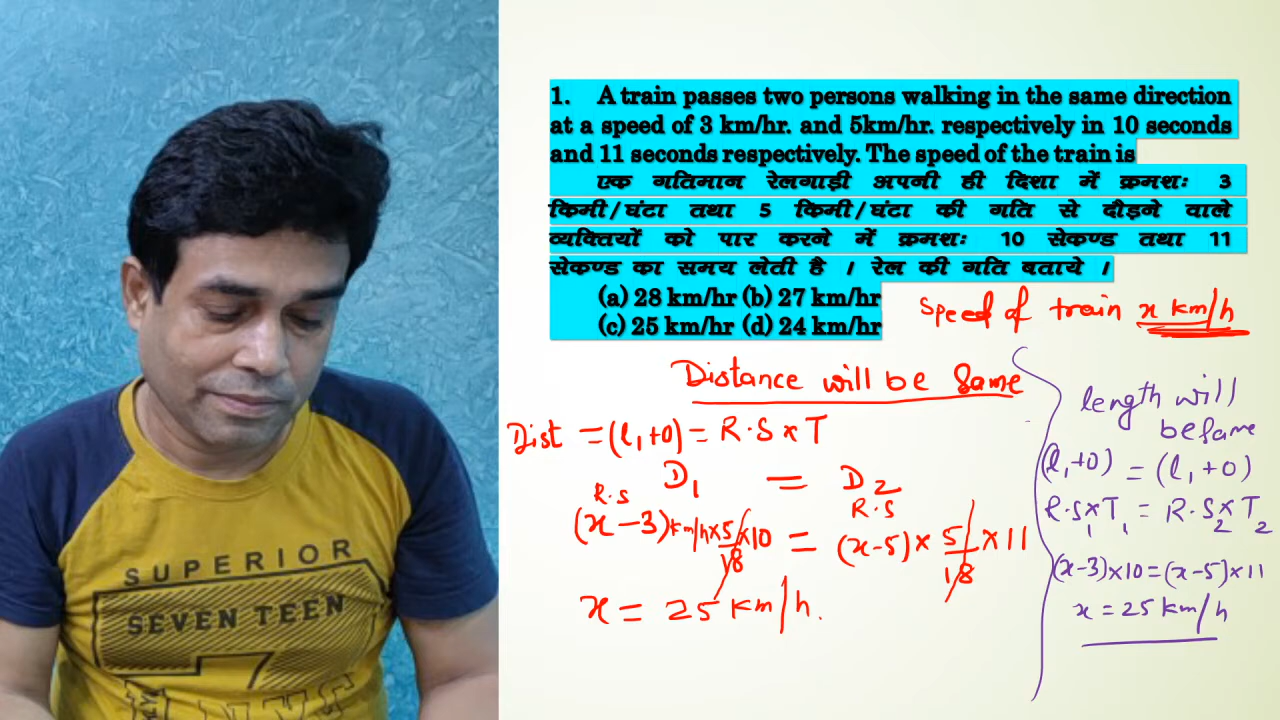 1. A train passes two persons walking in the same direction
at a speed of 3 km/hr. and 5km/hr. respectively in 10 seconds
and 11 seconds respectively. The speed of the train is
एक गतिमान रेलगाड़ी अपनी ही दिशा में क्रमशः 3
किमी/घंटा तथा 5 किमी/घंटा की गति से दौड़ने वाले
व्यक्तियों को पार करने में क्रमशः 10 सेकण्ड तथा 11
सेकण्ड का समय लेती है । रेल की गति बताये ।
(a) 28 km/hr (b) 27 km/hr
(c) 25 km/hr (d) 24 km/hr
Speed of train x km/h
Distance will be Same
Dist = (l₁+0) = R.S x T
D₁ = D₂
R.S R.S
(x-3)km/h×5/18×10 = (x-5)×5/18×11
x = 25 km/h.
length will
be same
(l₁+0) = (l₁+0)
R.S₁×T₁ = R.S₂×T₂
(x-3)×10=(x-5)×11
x = 25 km/h
SUPERIOR
SEVEN TEEN
7